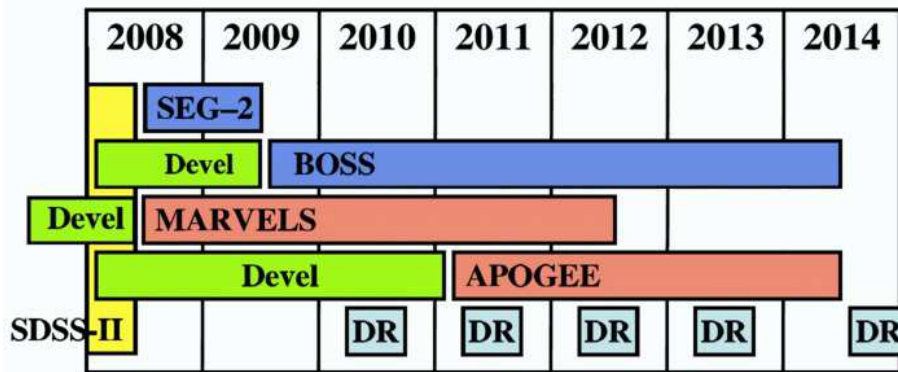 2008 2009 2010 2011 2012 2013 2014
SEG–2
Devel BOSS
Devel MARVELS
Devel APOGEE
SDSS-II DR DR DR DR DR